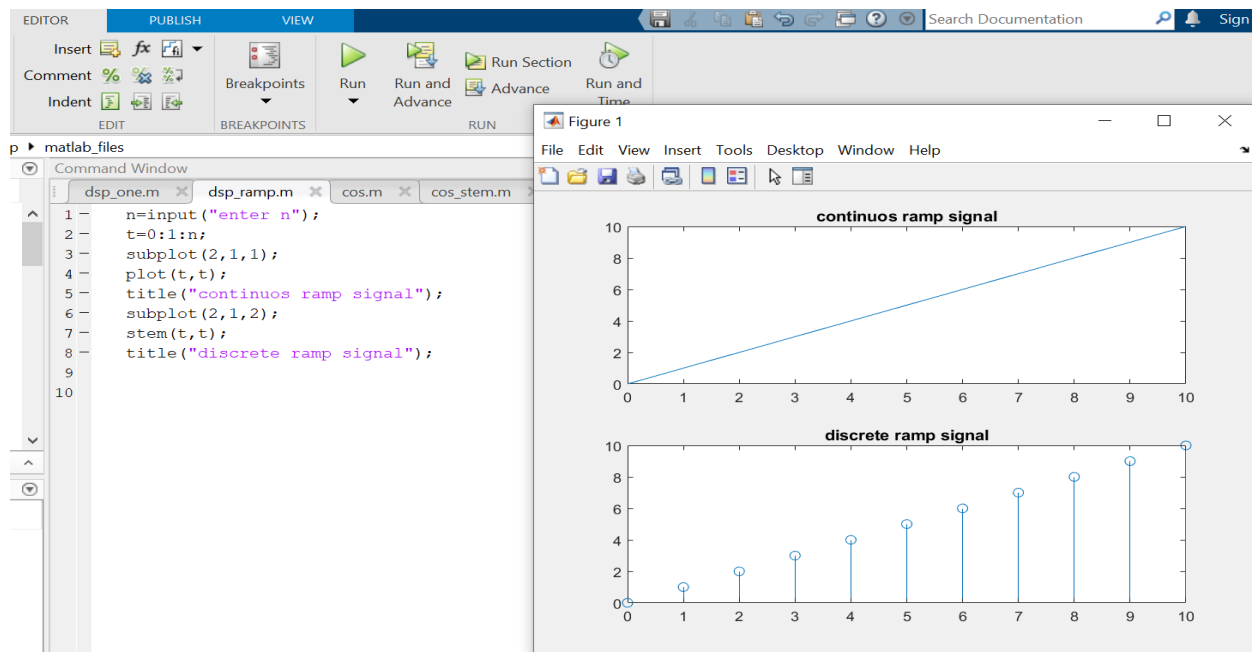 EDITOR PUBLISH VIEW Search Documentation Sign
Insert fx fi
Comment
Indent
Breakpoints
Run
Run and
Advance
Run Section
Advance
Run and
Time
EDIT BREAKPOINTS RUN
p matlab_files
Command Window
dsp_one.m dsp_ramp.m cos.m cos_stem.m
1 n=input("enter n");
2 t=0:1:n;
3 subplot(2,1,1);
4 plot(t,t);
5 title("continuos ramp signal");
6 subplot(2,1,2);
7 stem(t,t);
8 title("discrete ramp signal");
9
10
Figure 1
File Edit View Insert Tools Desktop Window Help
continuos ramp signal
10
8
6
4
2
0
0 1 2 3 4 5 6 7 8 9 10
discrete ramp signal
10
8
6
4
2
0
0 1 2 3 4 5 6 7 8 9 10